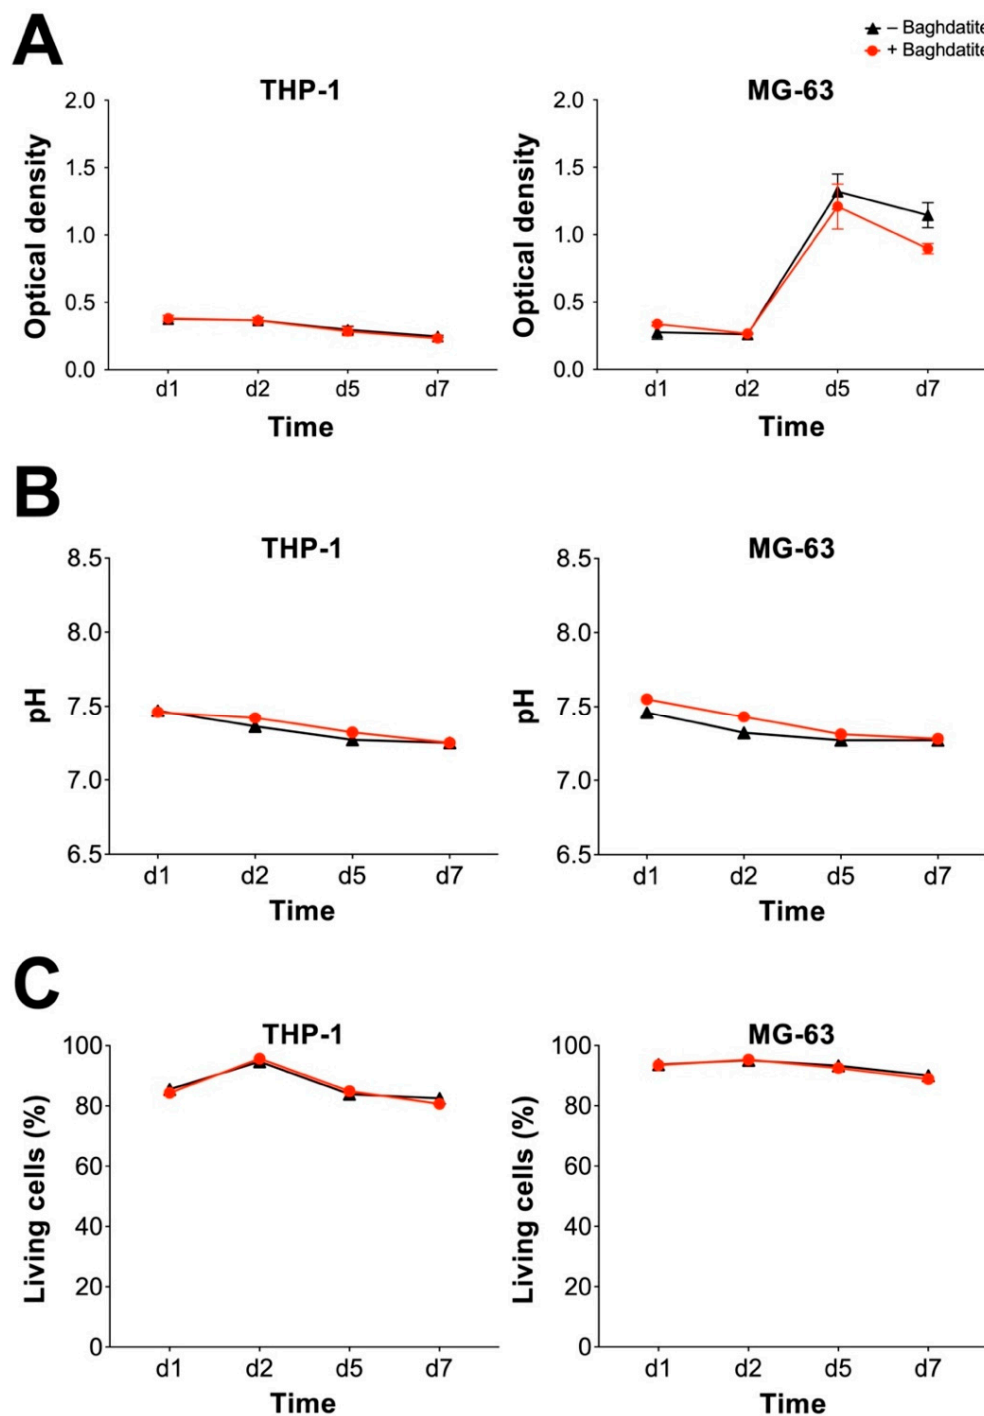 A
– Baghdatite
+ Baghdatite
THP-1
MG-63
Optical density
2.0
1.5
1.0
0.5
0.0
d1 d2 d5 d7
Time
Optical density
2.0
1.5
1.0
0.5
0.0
d1 d2 d5 d7
Time
B
THP-1
MG-63
pH
8.5
8.0
7.5
7.0
6.5
d1 d2 d5 d7
Time
pH
8.5
8.0
7.5
7.0
6.5
d1 d2 d5 d7
Time
C
THP-1
MG-63
Living cells (%)
100
80
60
40
20
0
d1 d2 d5 d7
Time
Living cells (%)
100
80
60
40
20
0
d1 d2 d5 d7
Time